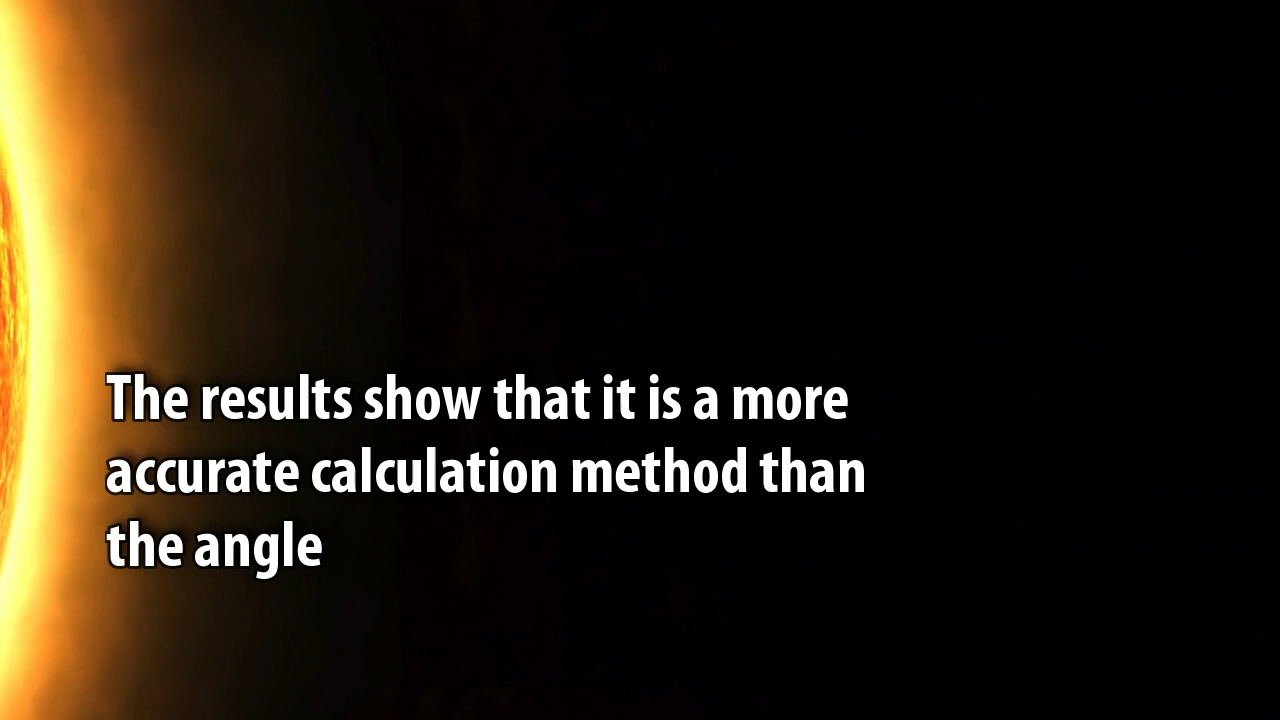 The results show that it is a more
accurate calculation method than
the angle